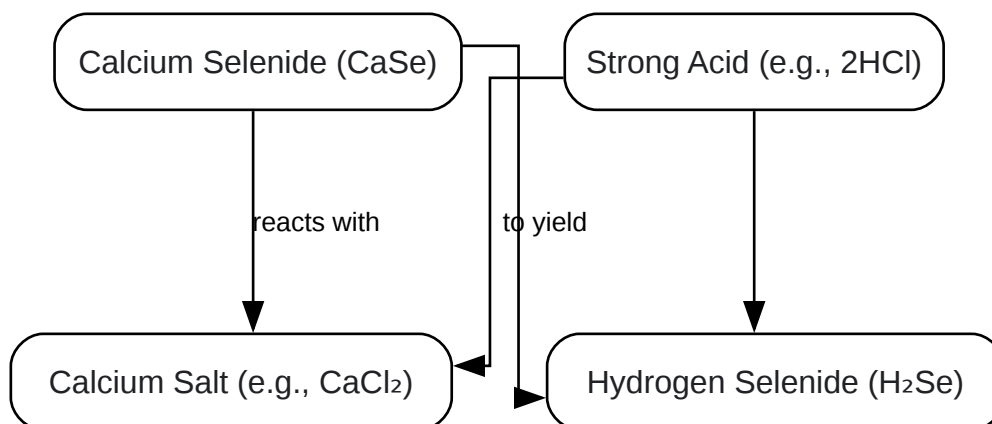 Calcium Selenide (CaSe)
Strong Acid (e.g., 2HCl)
reacts with
to yield
Calcium Salt (e.g., CaCl₂)
Hydrogen Selenide (H₂Se)